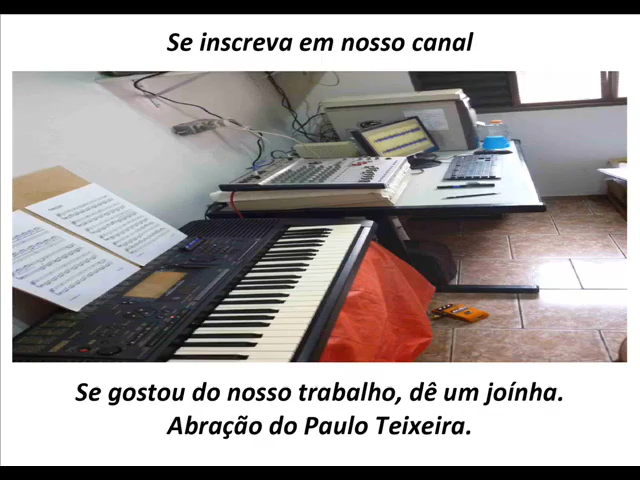 Se inscreva em nosso canal
Se gostou do nosso trabalho, dê um joínha.
Abração do Paulo Teixeira.